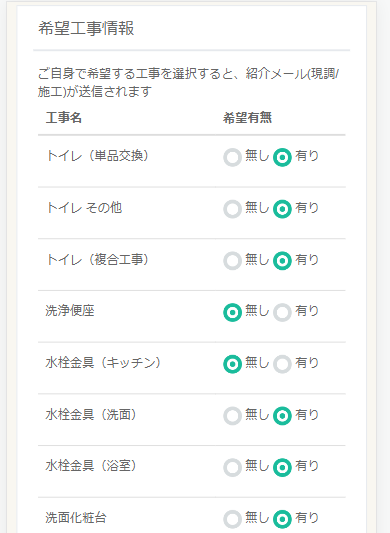 希望工事情報
ご自身で希望する工事を選択すると、紹介メール(現調/
施工)が送信されます
工事名 希望有無
トイレ（単品交換） 無し 有り
トイレ その他 無し 有り
トイレ（複合工事） 無し 有り
洗浄便座 無し 有り
水栓金具（キッチン） 無し 有り
水栓金具（洗面） 無し 有り
水栓金具（浴室） 無し 有り
洗面化粧台 無し 有り